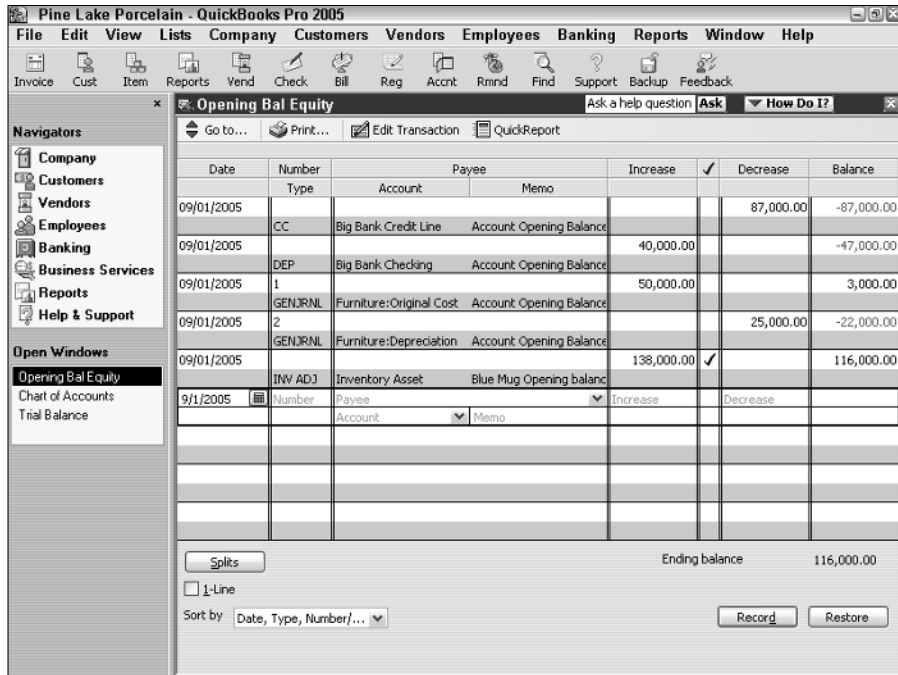 Pine Lake Porcelain - QuickBooks Pro 2005
File Edit View Lists Company Customers Vendors Employees Banking Reports Window Help
Invoice Cust Item Reports Vend Check Bill Reg Accnt Rmnd Find Support Backup Feedback
Opening Bal Equity
Ask a help question Ask How Do I?
Go to... Print... Edit Transaction QuickReport
Navigators
Company
Customers
Vendors
Employees
Banking
Business Services
Reports
Help & Support
Open Windows
Opening Bal Equity
Chart of Accounts
Trial Balance
Date Number Payee Increase ✓ Decrease Balance
Type Account Memo
09/01/2005 87,000.00 -87,000.00
CC Big Bank Credit Line Account Opening Balance
09/01/2005 40,000.00 -47,000.00
DEP Big Bank Checking Account Opening Balance
09/01/2005 1 50,000.00 3,000.00
GENJRNL Furniture:Original Cost Account Opening Balance
09/01/2005 2 25,000.00 -22,000.00
GENJRNL Furniture:Depreciation Account Opening Balance
09/01/2005 138,000.00 ✓ 116,000.00
INV ADJ Inventory Asset Blue Mug Opening balanc
9/1/2005 Number Payee Increase Decrease
Account Memo
Splits
Ending balance 116,000.00
1-Line
Sort by Date, Type, Number/...
Record Restore